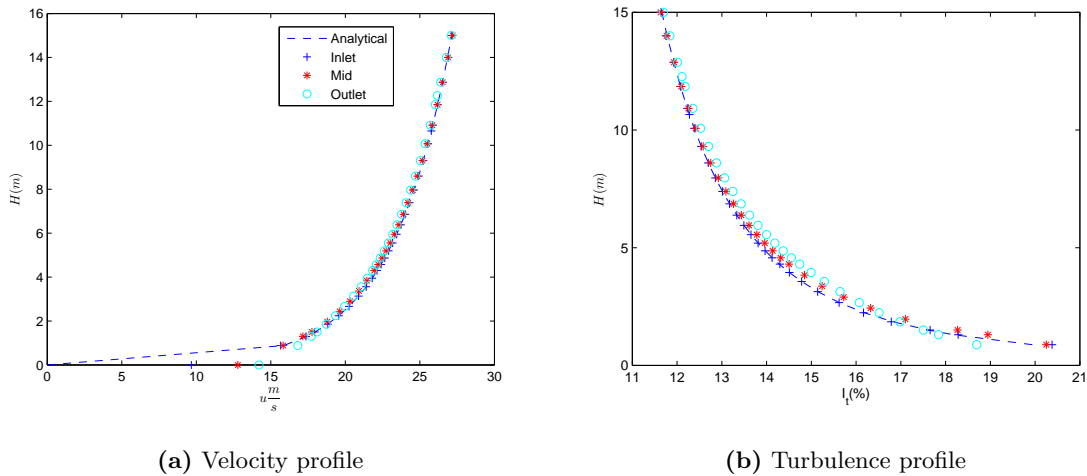 16
14
12
10
8
6
4
2
0
H(m)
0 5 10 15 20 25 30
u m/s
Analytical
Inlet
Mid
Outlet
(a) Velocity profile
15
10
5
0
H(m)
11 12 13 14 15 16 17 18 19 20 21
I_t(%)
(b) Turbulence profile